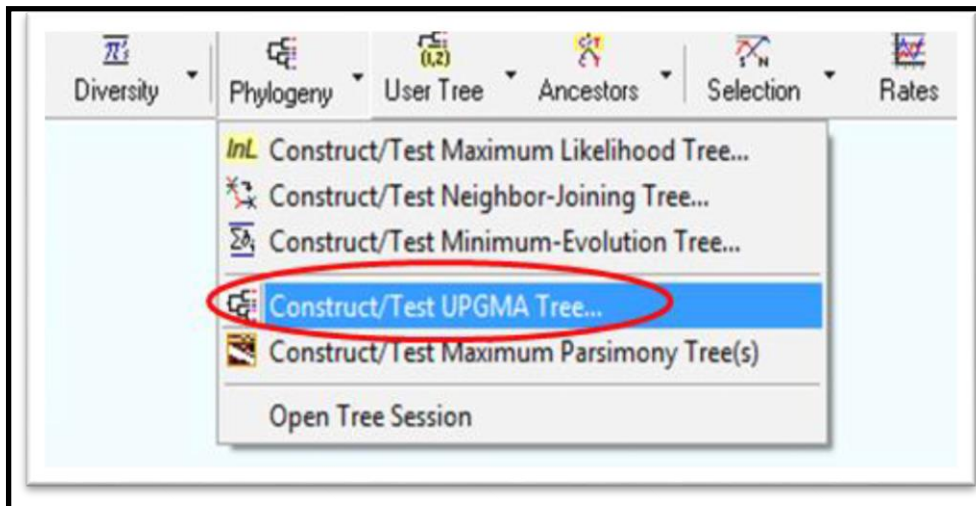 Diversity Phylogeny User Tree Ancestors Selection Rates
lnL Construct/Test Maximum Likelihood Tree...
Construct/Test Neighbor-Joining Tree...
Construct/Test Minimum-Evolution Tree...
Construct/Test UPGMA Tree...
Construct/Test Maximum Parsimony Tree(s)
Open Tree Session